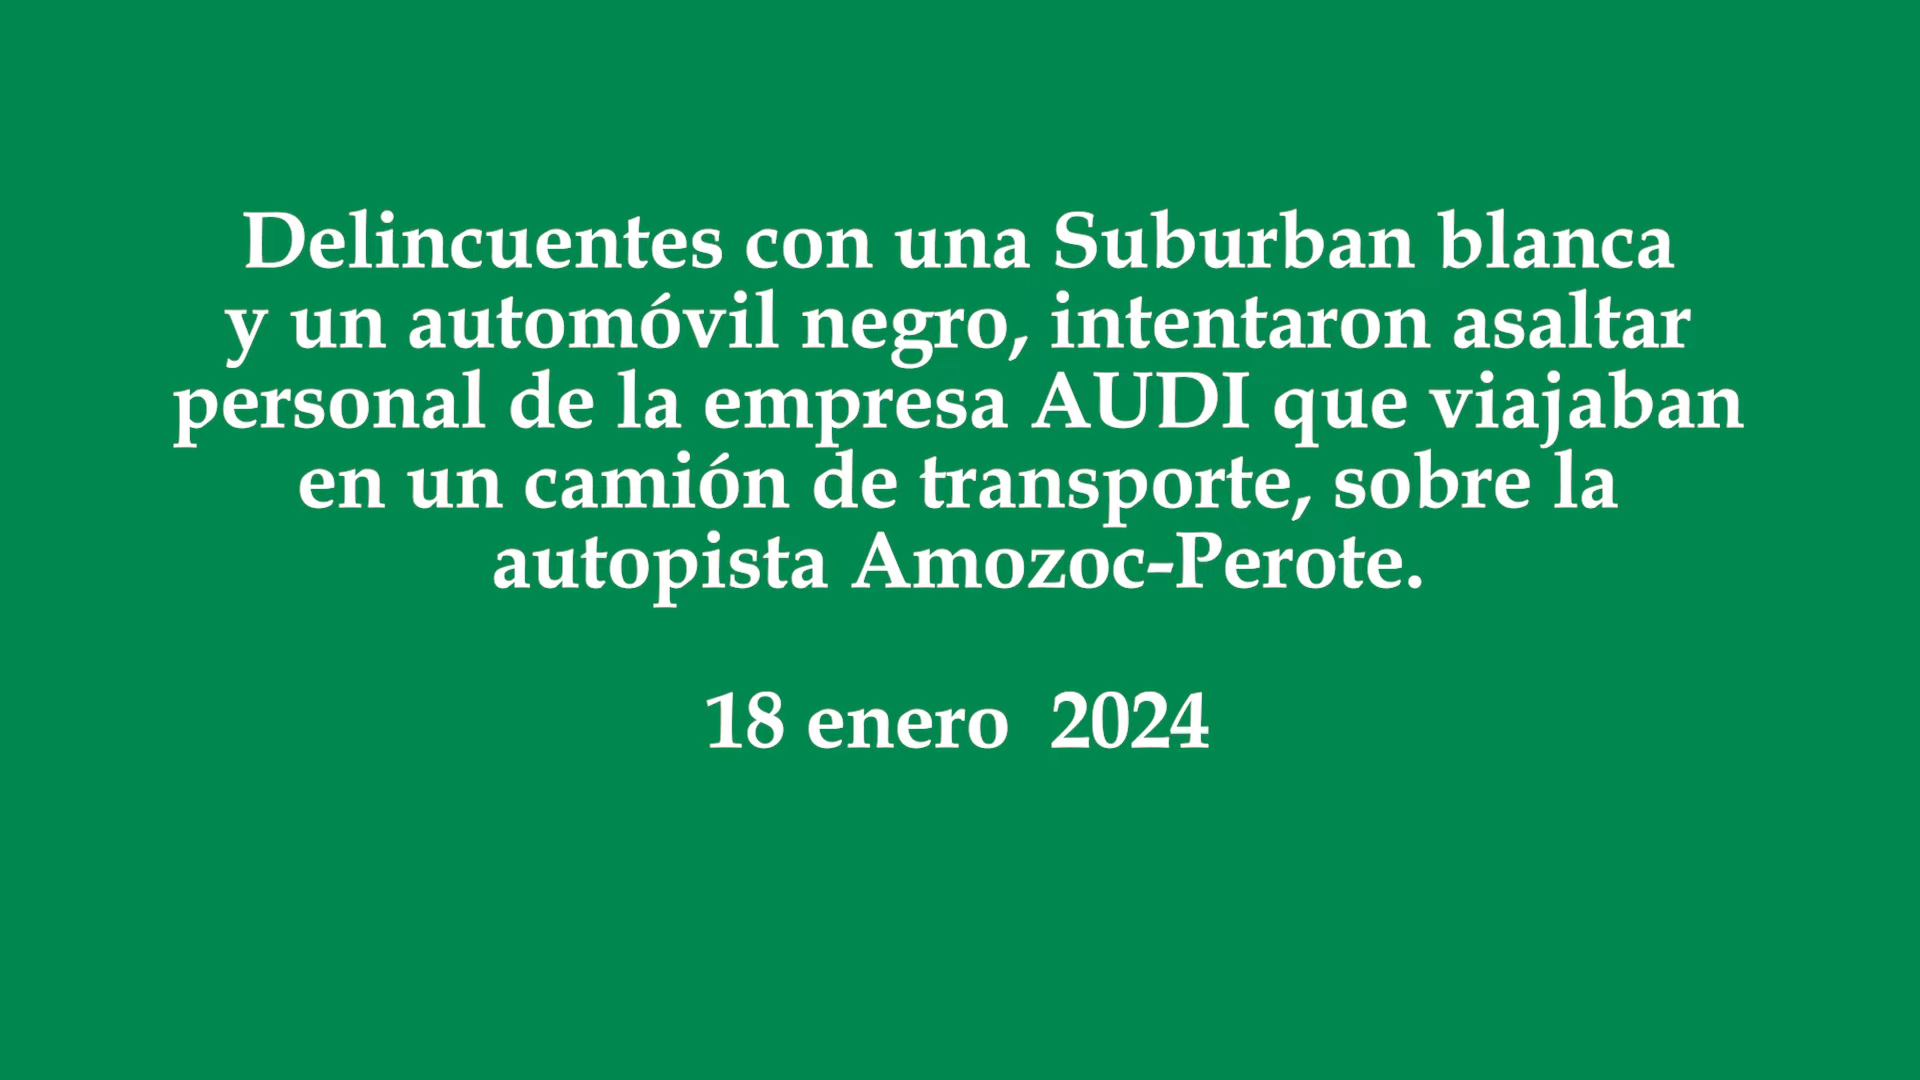 Delincuentes con una Suburban blanca
y un automóvil negro, intentaron asaltar
personal de la empresa AUDI que viajaban
en un camión de transporte, sobre la
autopista Amozoc-Perote.
18 enero  2024